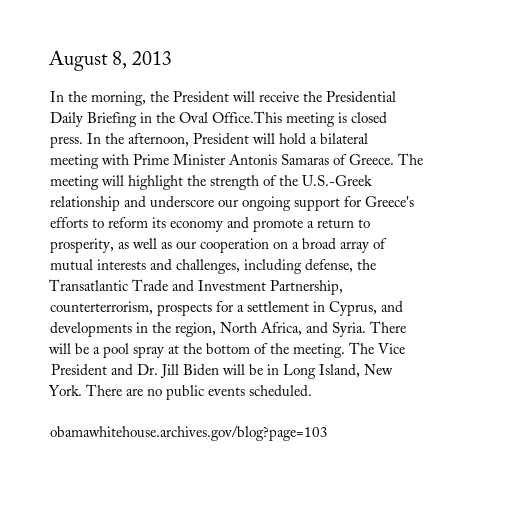 August 8, 2013
In the morning, the President will receive the Presidential
Daily Briefing in the Oval Office.This meeting is closed
press. In the afternoon, President will hold a bilateral
meeting with Prime Minister Antonis Samaras of Greece. The
meeting will highlight the strength of the U.S.-Greek
relationship and underscore our ongoing support for Greece's
efforts to reform its economy and promote a return to
prosperity, as well as our cooperation on a broad array of
mutual interests and challenges, including defense, the
Transatlantic Trade and Investment Partnership,
counterterrorism, prospects for a settlement in Cyprus, and
developments in the region, North Africa, and Syria. There
will be a pool spray at the bottom of the meeting. The Vice
President and Dr. Jill Biden will be in Long Island, New
York. There are no public events scheduled.
obamawhitehouse.archives.gov/blog?page=103